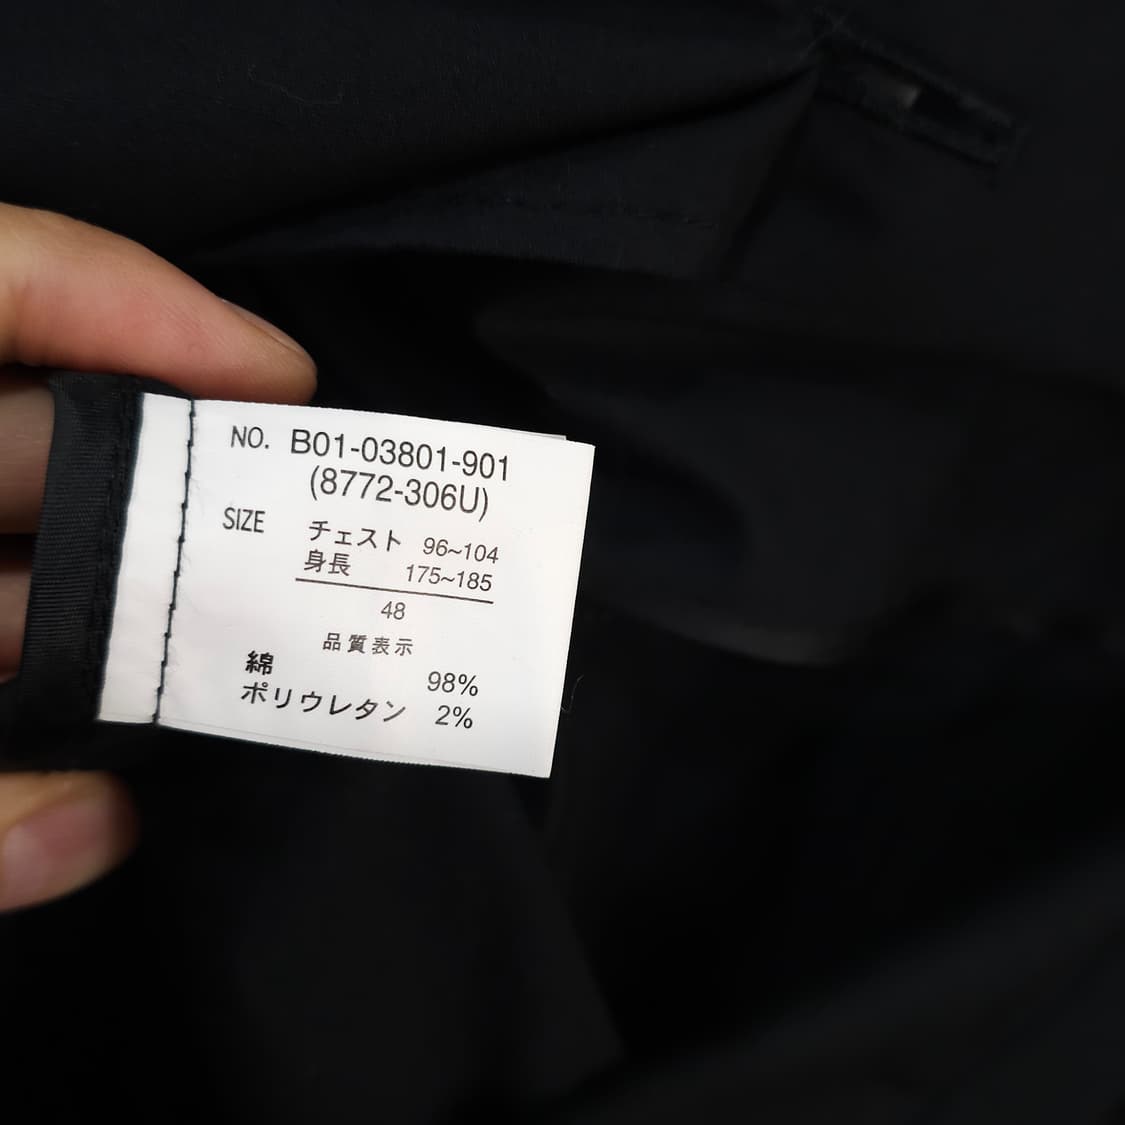 NO. B01-03801-901
(8772-306U)
SIZE チェスト 96~104
身長 175~185
48
品質表示
綿 98%
ポリウレタン 2%